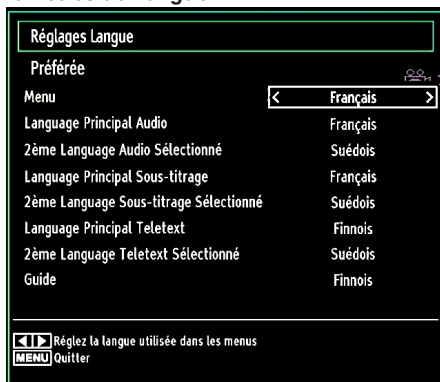 Réglages Langue
Préférée
Menu < Français >
Language Principal Audio Français
2ème Language Audio Sélectionné Suédois
Language Principal Sous-titrage Français
2ème Language Sous-titrage Sélectionné Suédois
Language Principal Teletext Finnois
2ème Language Teletext Sélectionné Suédois
Guide Finnois
Réglez la langue utilisée dans les menus
MENU Quitter